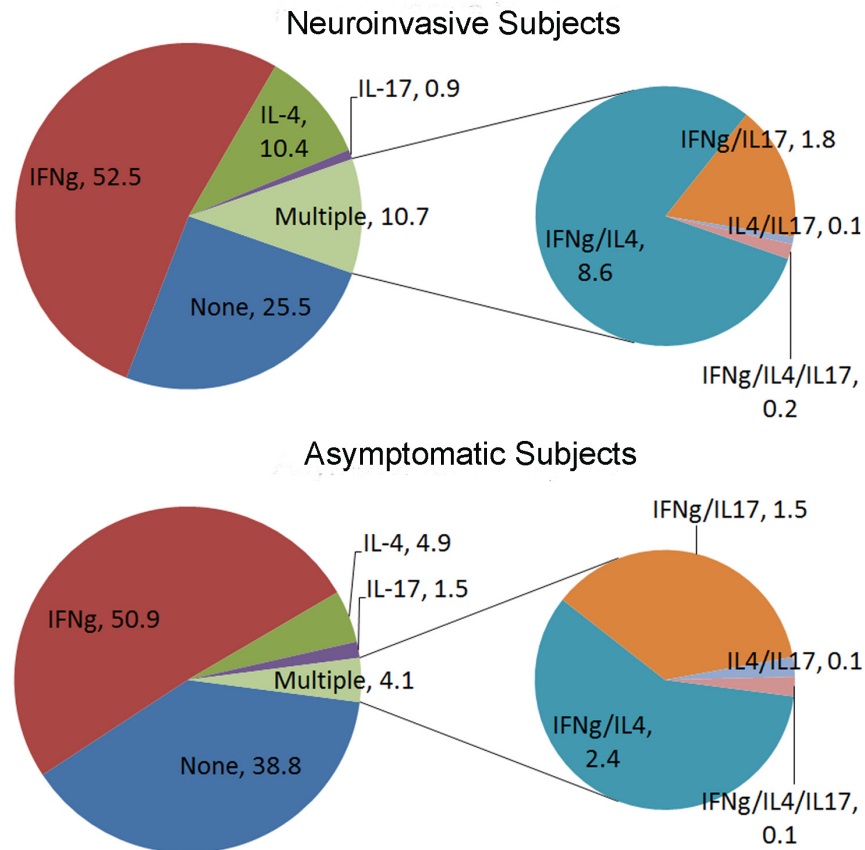 Neuroinvasive Subjects
IL-17, 0.9
IL-4,
10.4
IFNg, 52.5
Multiple, 10.7
None, 25.5
IFNg/IL17, 1.8
IL4/IL17, 0.1
IFNg/IL4,
8.6
IFNg/IL4/IL17,
0.2
Asymptomatic Subjects
IL-4, 4.9
IL-17, 1.5
IFNg, 50.9
Multiple, 4.1
None, 38.8
IFNg/IL17, 1.5
IL4/IL17, 0.1
IFNg/IL4,
2.4
IFNg/IL4/IL17,
0.1